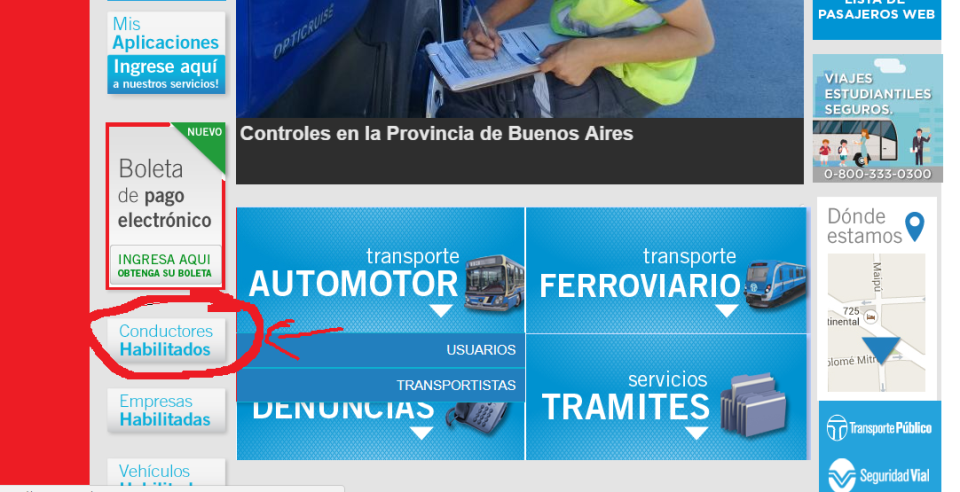 Mis
Aplicaciones
Ingrese aquí
a nuestros servicios!
NUEVO
Boleta
de pago
electrónico
INGRESA AQUI
OBTENGA SU BOLETA
Conductores
Habilitados
Empresas
Habilitadas
Vehículos
OPTICRUISE
Controles en la Provincia de Buenos Aires
transporte
AUTOMOTOR
USUARIOS
TRANSPORTISTAS
DENUNCIAS
transporte
FERROVIARIO
servicios
TRAMITES
LISTA DE
PASAJEROS WEB
VIAJES
ESTUDIANTILES
SEGUROS.
0-800-333-0300
Dónde
estamos
Maipú
725
tinental
olomé Mitr
Transporte Público
Seguridad Vial